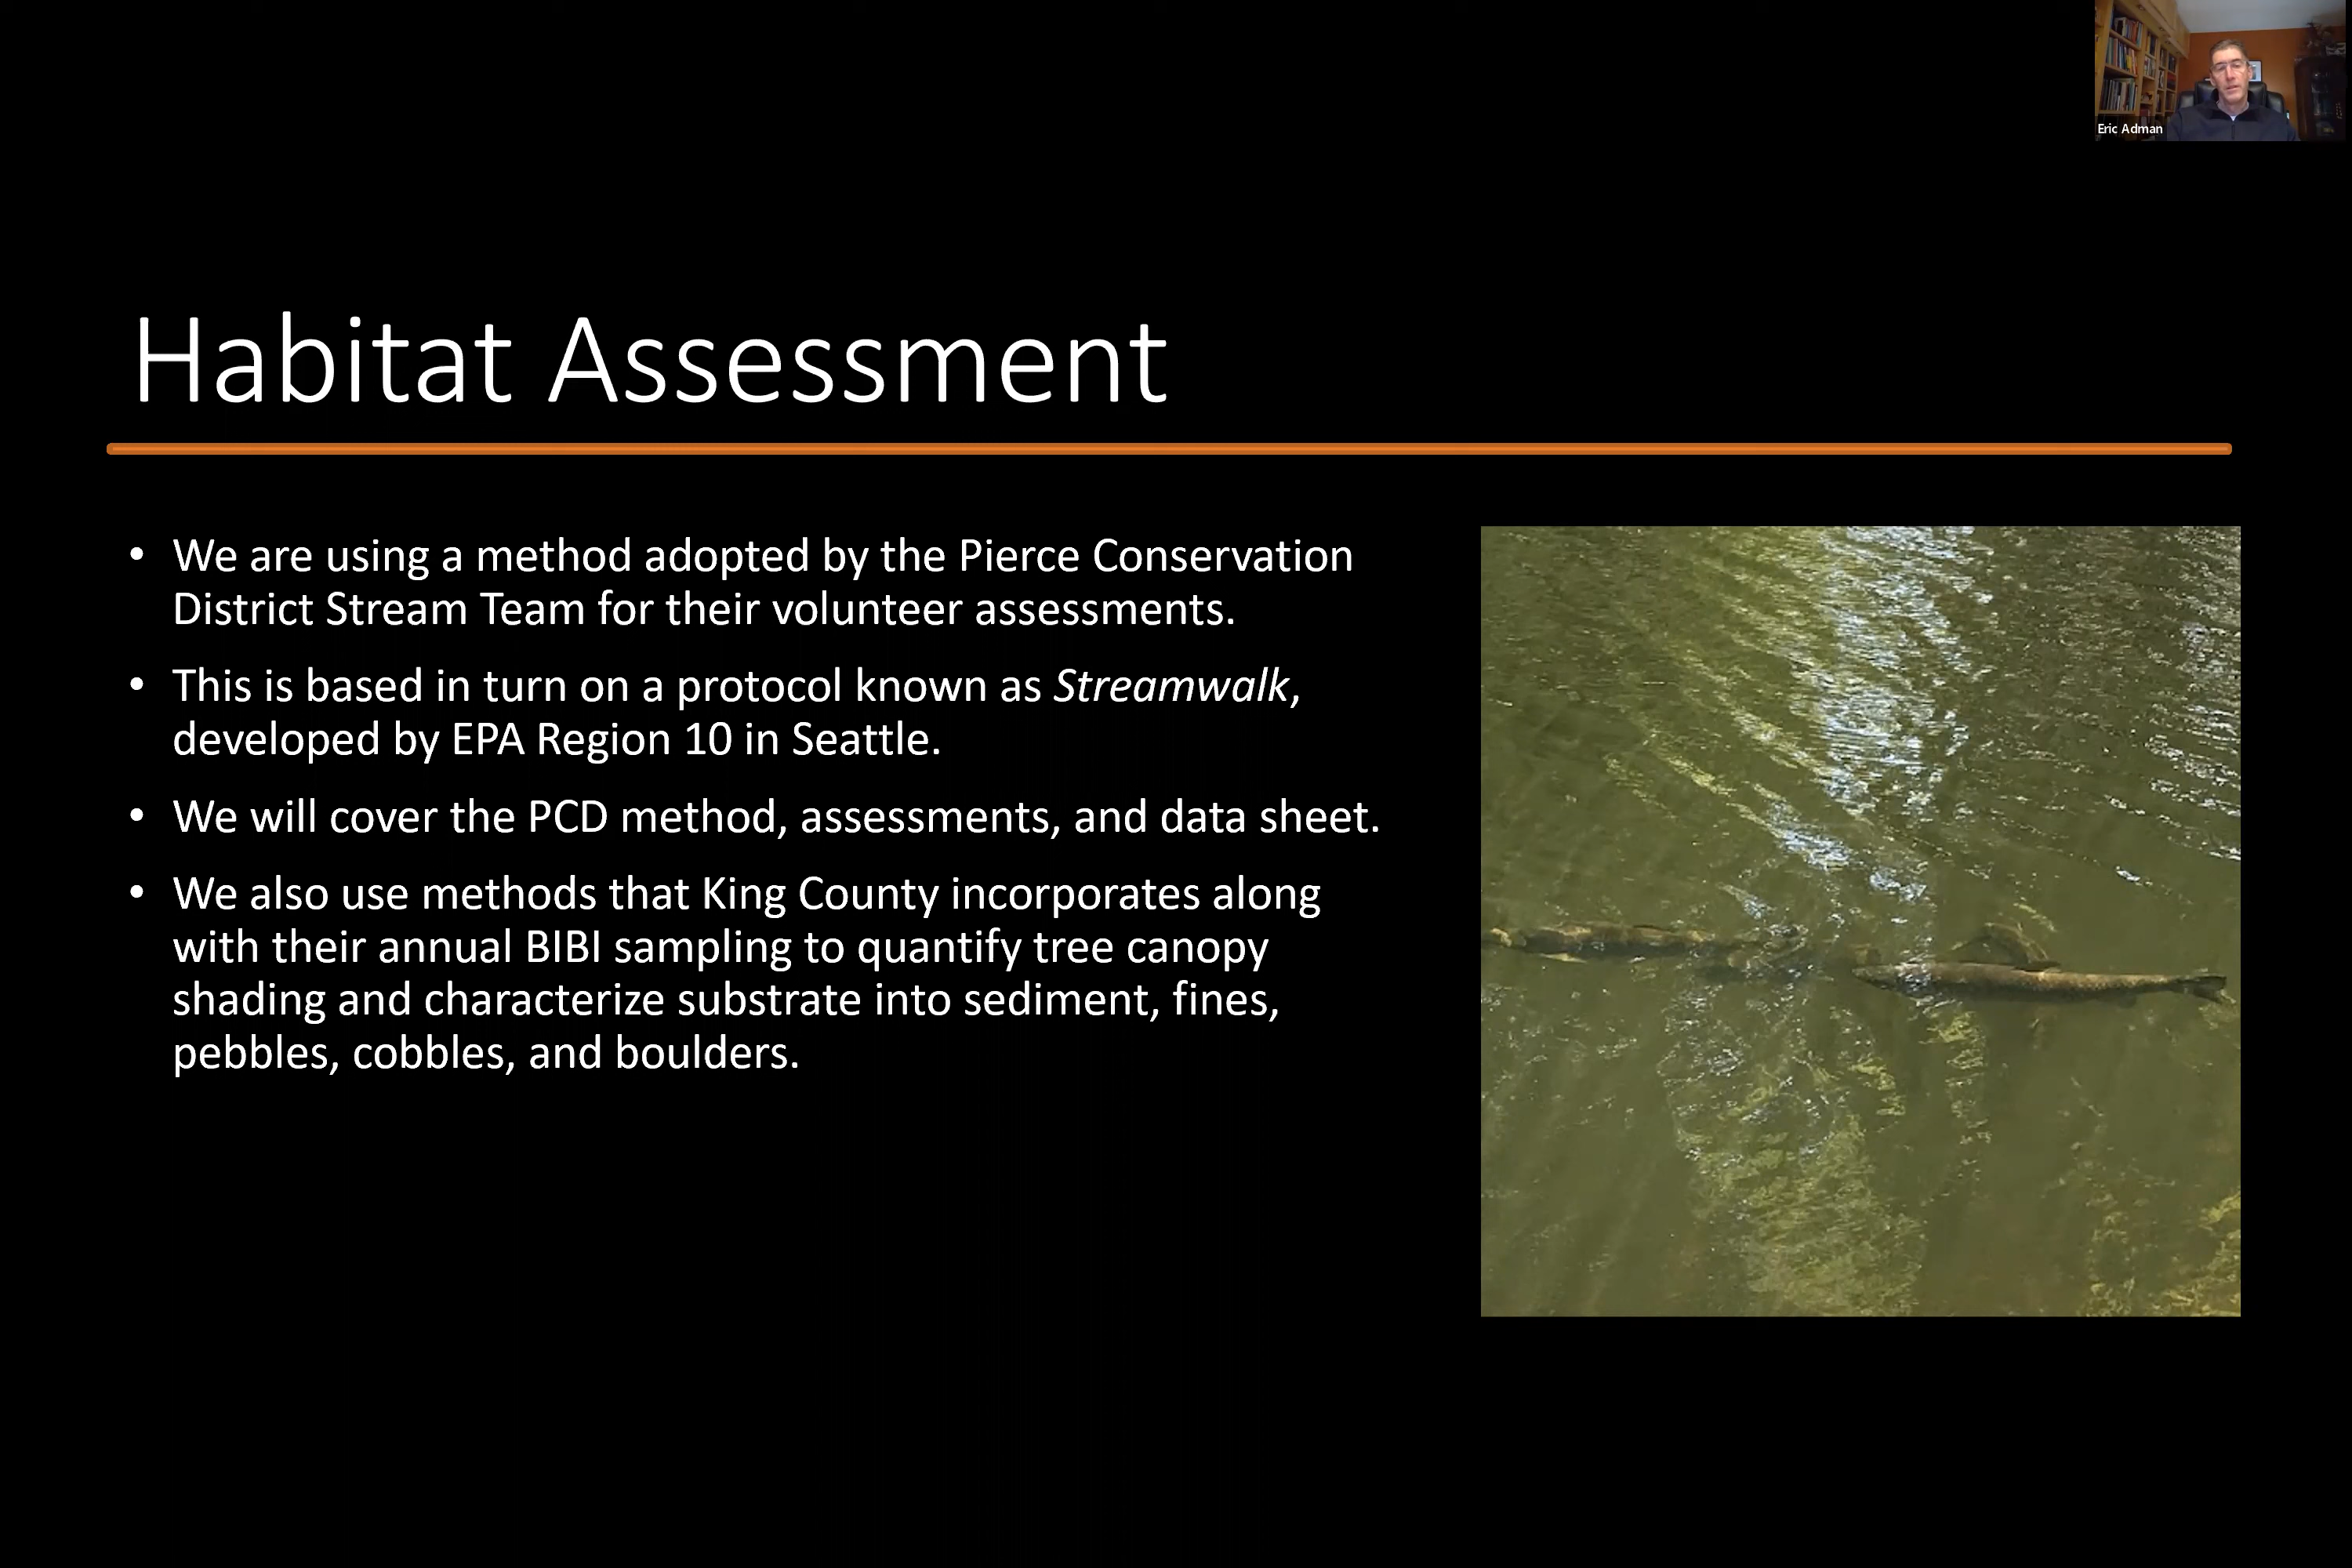 Eric Adman
Habitat Assessment
• We are using a method adopted by the Pierce Conservation
District Stream Team for their volunteer assessments.
• This is based in turn on a protocol known as Streamwalk,
developed by EPA Region 10 in Seattle.
• We will cover the PCD method, assessments, and data sheet.
• We also use methods that King County incorporates along
with their annual BIBI sampling to quantify tree canopy
shading and characterize substrate into sediment, fines,
pebbles, cobbles, and boulders.